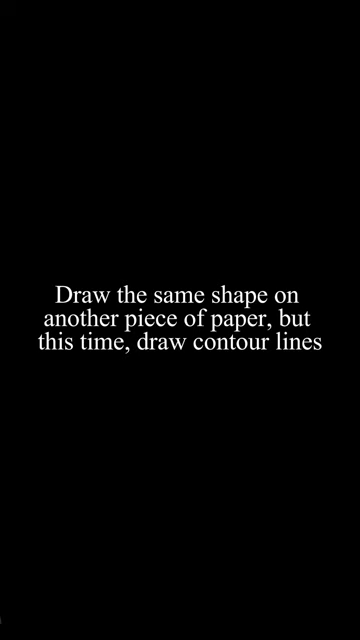 Draw the same shape on
another piece of paper, but
this time, draw contour lines